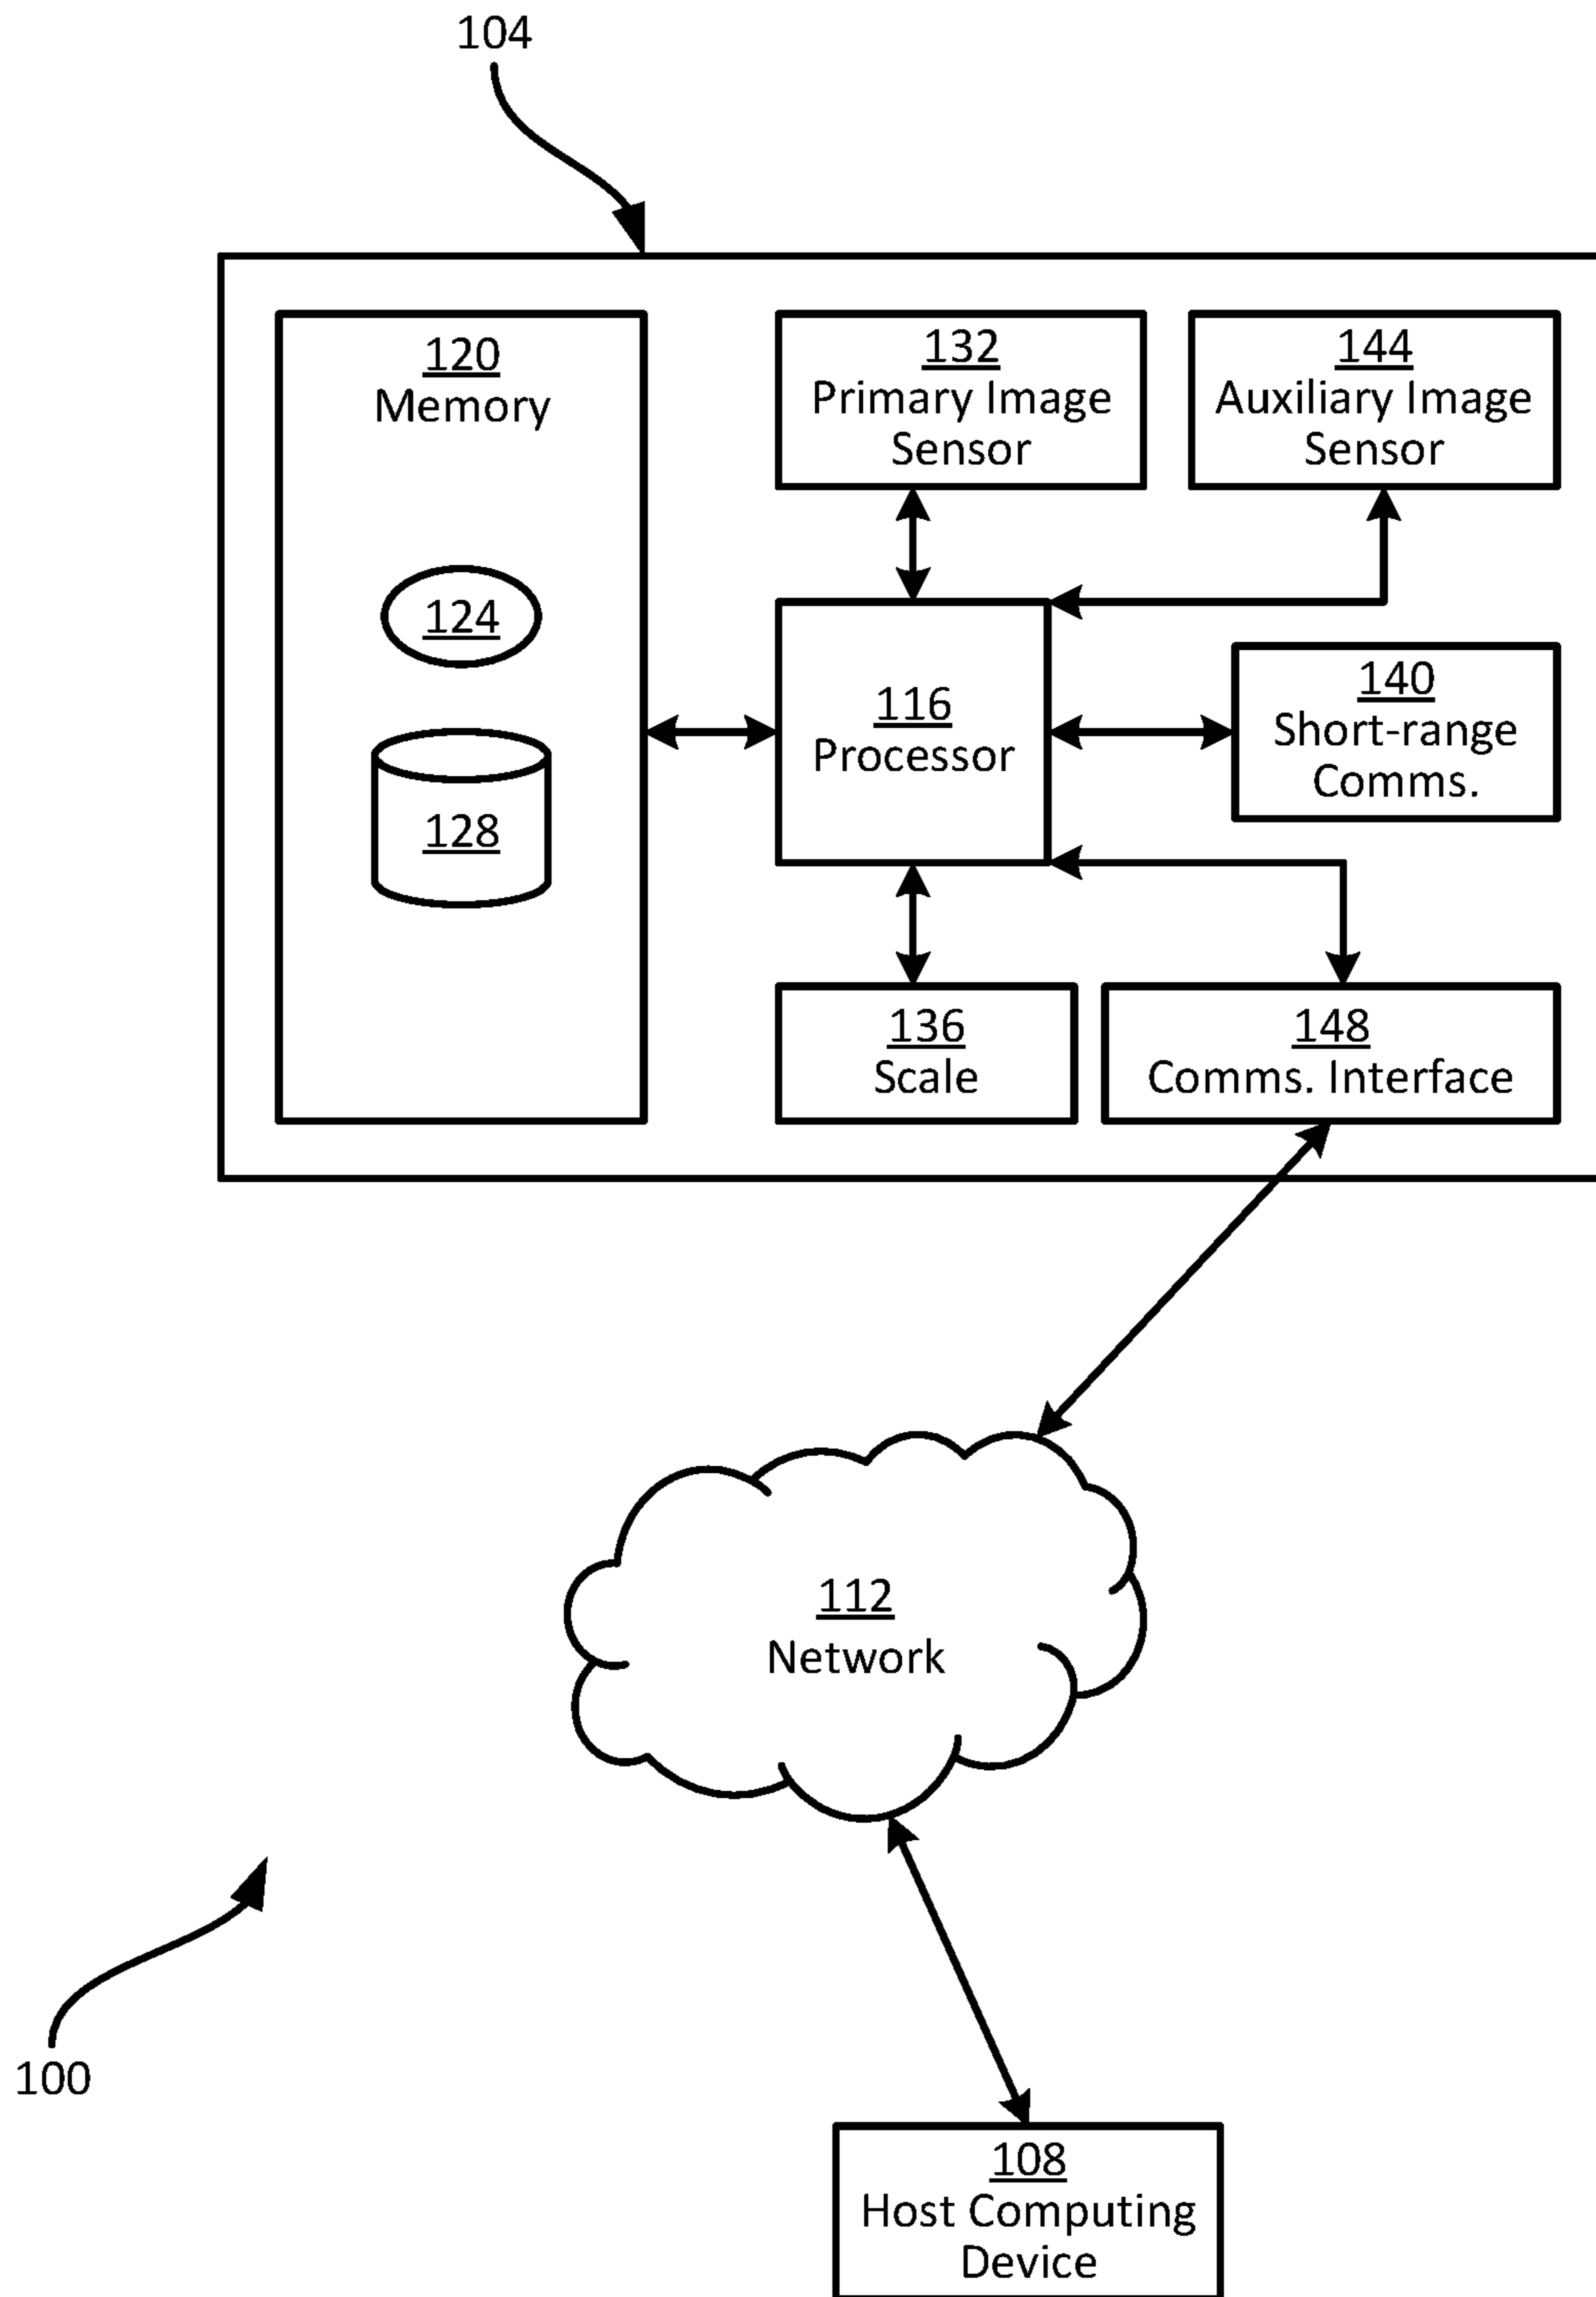 104
120
Memory
132
Primary Image
Sensor
144
Auxiliary Image
Sensor
124
128
116
Processor
140
Short-range
Comms.
136
Scale
148
Comms. Interface
112
Network
100
108
Host Computing
Device